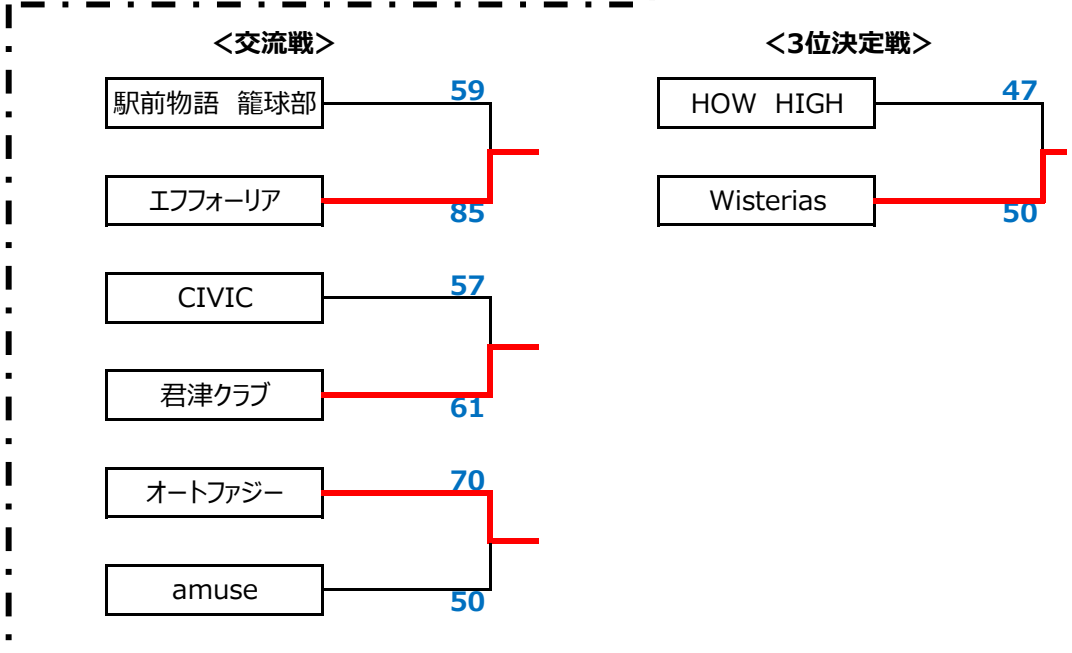 <交流戦>
駅前物語　籠球部
59
エフフォーリア
85
CIVIC
57
君津クラブ
61
オートファジー
70
amuse
50
<3位決定戦>
HOW　HIGH
47
Wisterias
50